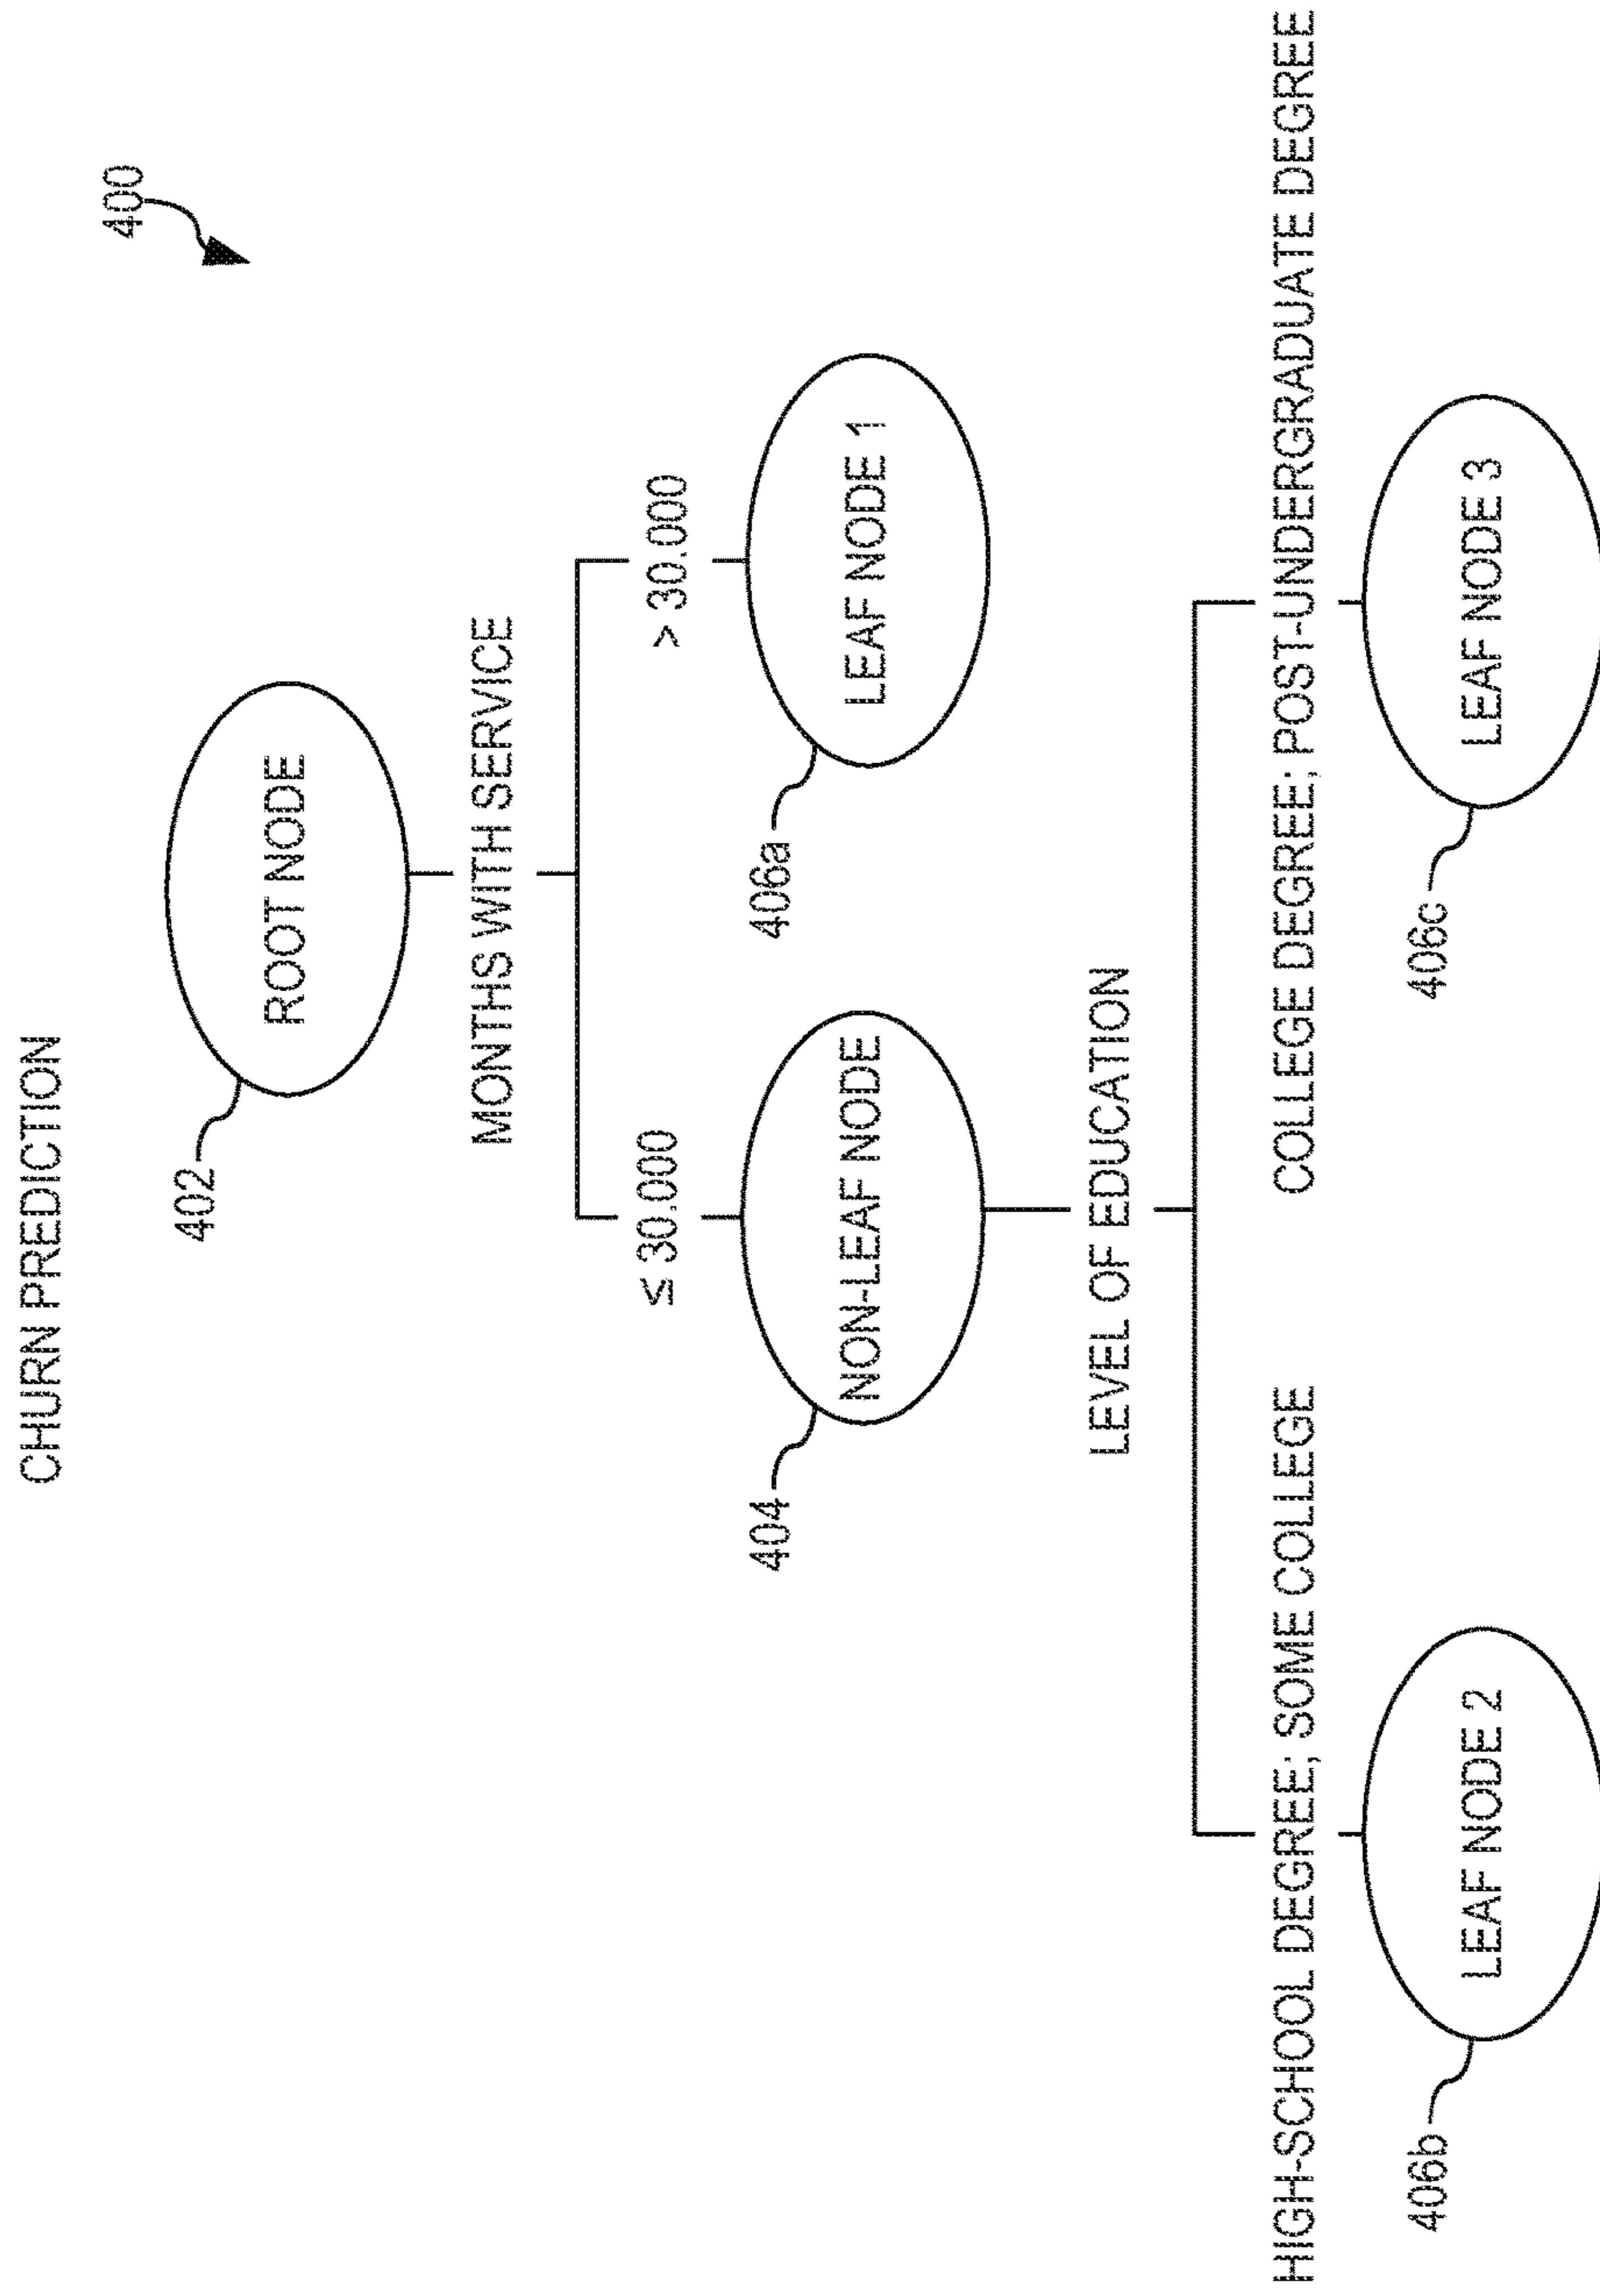 CHURN PREDICTION
400
402
ROOT NODE
MONTHS WITH SERVICE
≤ 30.000
> 30.000
404
NON-LEAF NODE
406a
LEAF NODE 1
LEVEL OF EDUCATION
HIGH-SCHOOL DEGREE; SOME COLLEGE
COLLEGE DEGREE; POST-UNDERGRADUATE DEGREE
406b
LEAF NODE 2
406c
LEAF NODE 3